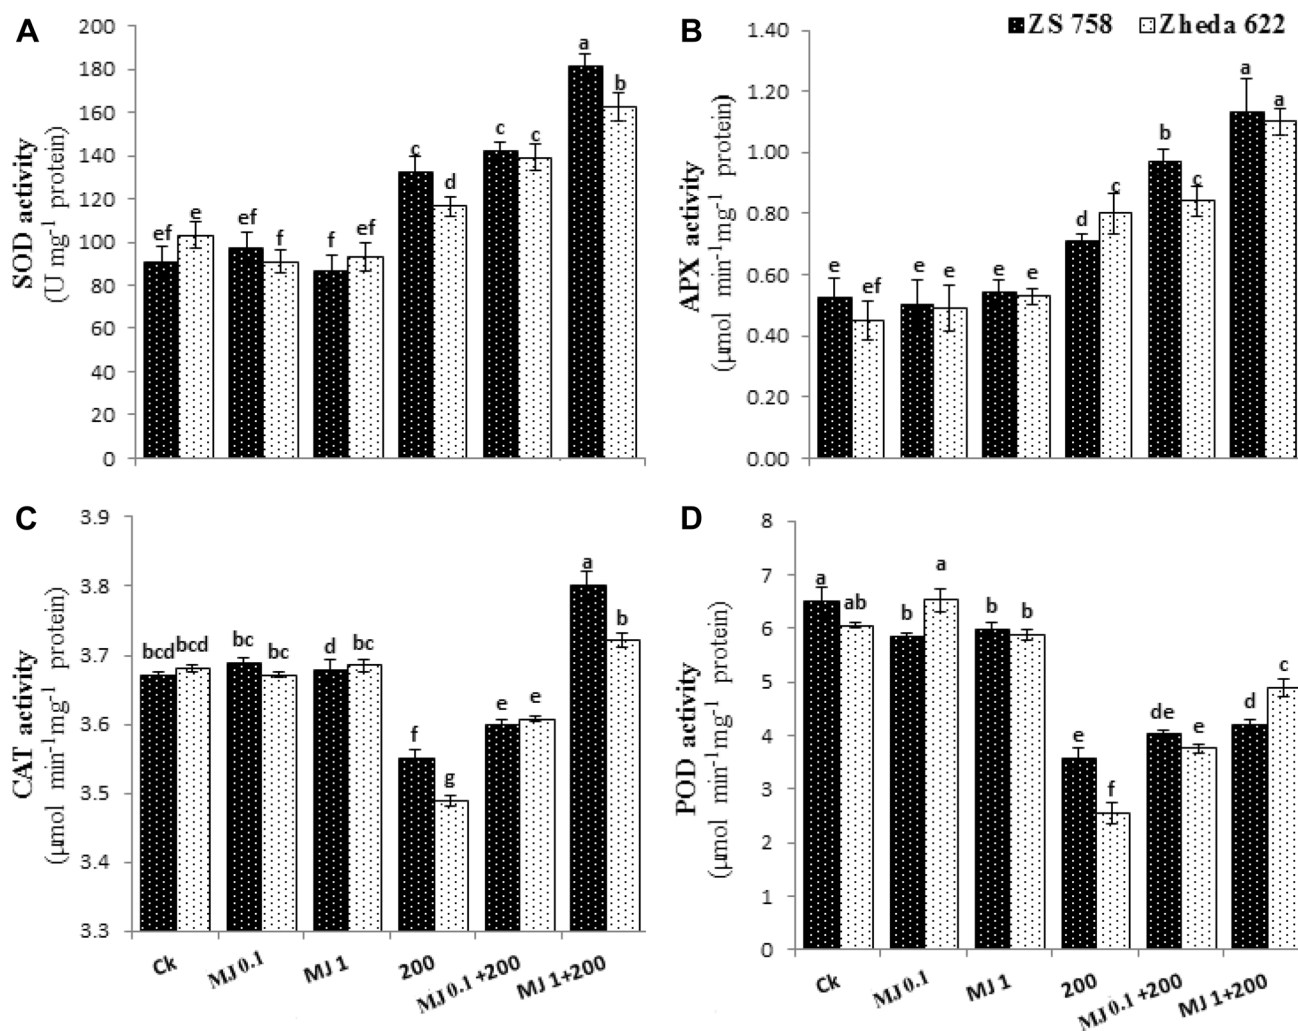 A
SOD activity
(U mg-1 protein)
200
180
160
140
120
100
80
60
40
20
0
ef
e
ef
f
f
ef
c
d
c
c
a
b
B
ZS 758
Zheda 622
APX activity
(μmol min-1mg-1 protein)
1.40
1.20
1.00
0.80
0.60
0.40
0.20
0.00
e
ef
e
e
e
e
d
c
b
c
a
a
C
CAT activity
(μmol min-1mg-1 protein)
3.9
3.8
3.7
3.6
3.5
3.4
3.3
bcd
bcd
bc
bc
d
bc
f
g
e
e
a
b
Ck
MJ 0.1
MJ 1
200
MJ 0.1 +200
MJ 1+200
D
POD activity
(μmol min-1mg-1 protein)
8
7
6
5
4
3
2
1
0
a
ab
b
a
b
b
e
f
de
e
d
c
Ck
MJ 0.1
MJ 1
200
MJ 0.1 +200
MJ 1+200